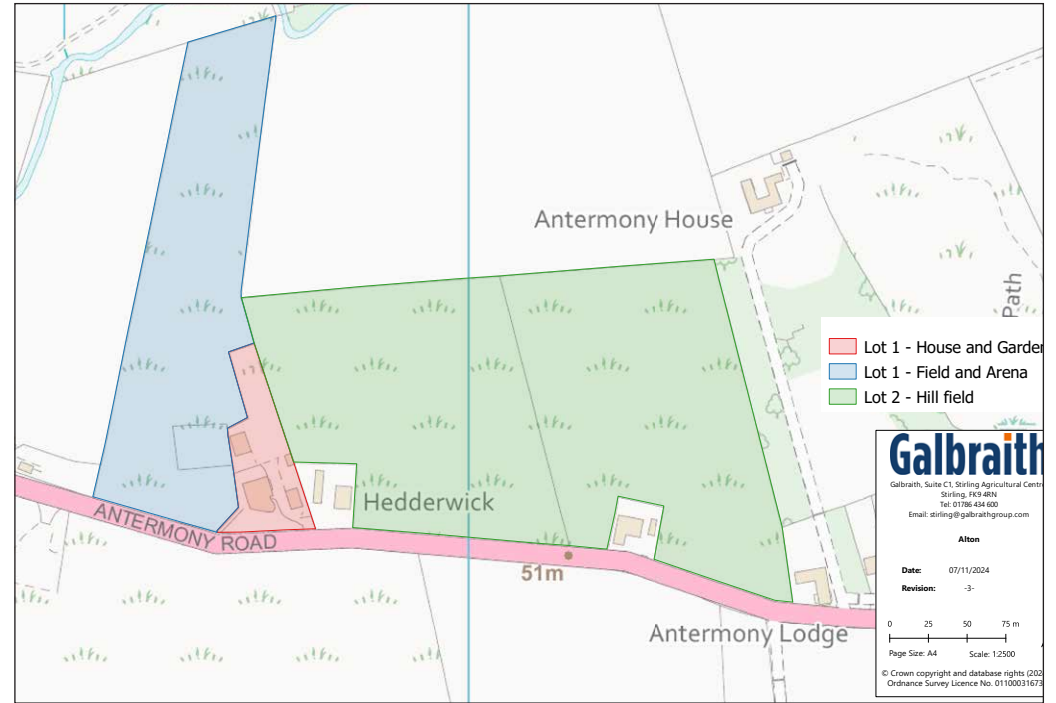 Antermony House
Path
Lot 1 - House and Garden
Lot 1 - Field and Arena
Lot 2 - Hill field
Hedderwick
ANTERMONY ROAD
51m
Antermony Lodge
Galbraith
Galbraith, Suite C1, Stirling Agricultural Centre
Stirling, FK9 4RN
Tel: 01786 434 600
Email: stirling@galbraithgroup.com
Alton
Date: 07/11/2024
Revision: -3-
0 25 50 75 m
Page Size: A4 Scale: 1:2500
© Crown copyright and database rights
Ordnance Survey Licence No. 01100031673